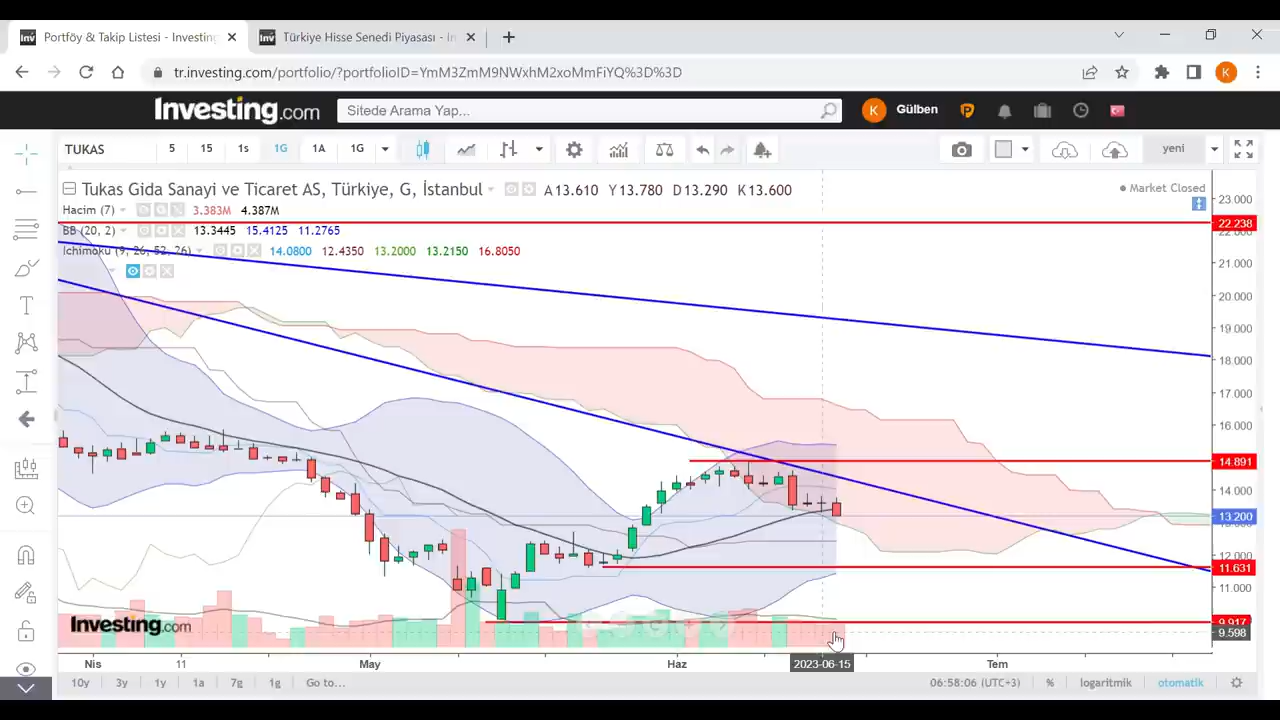 Portföy & Takip Listesi - Investing
Türkiye Hisse Senedi Piyasası - In
tr.investing.com/portfolio/?portfolioID=YmM3ZmM9NWxhM2xoMmFiYQ%3D%3D
K
Investing.com
Sitede Arama Yap...
K
Gülben
TUKAS
5
15
1s
1G
1A
1G
yeni
Tukas Gida Sanayi ve Ticaret AS, Türkiye, G, İstanbul
A13.610 Y13.780 D13.290 K13.600
Market Closed
Hacim (7)
3.383M 4.387M
BB (20, 2)
13.3445 15.4125 11.2765
Ichimoku (9, 26, 52, 26)
14.0800 12.4350 13.2000 13.2150 16.8050
23.000
22.238
21.000
20.000
19.000
18.000
17.000
16.000
14.891
14.000
13.200
12.000
11.631
11.000
9.917
9.598
Investing.com
Nis
11
May
Haz
2023-06-15
Tem
10y
3y
1y
1a
7g
1g
Go to...
06:58:06 (UTC+3)
%
logaritmik
otomatik